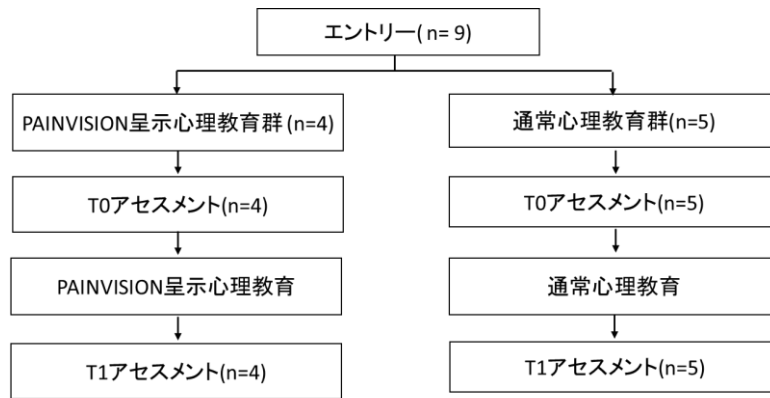 エントリー( n= 9)
PAINVISION呈示心理教育群 (n=4)
通常心理教育群(n=5)
T0アセスメント(n=4)
T0アセスメント(n=5)
PAINVISION呈示心理教育
通常心理教育
T1アセスメント(n=4)
T1アセスメント(n=5)